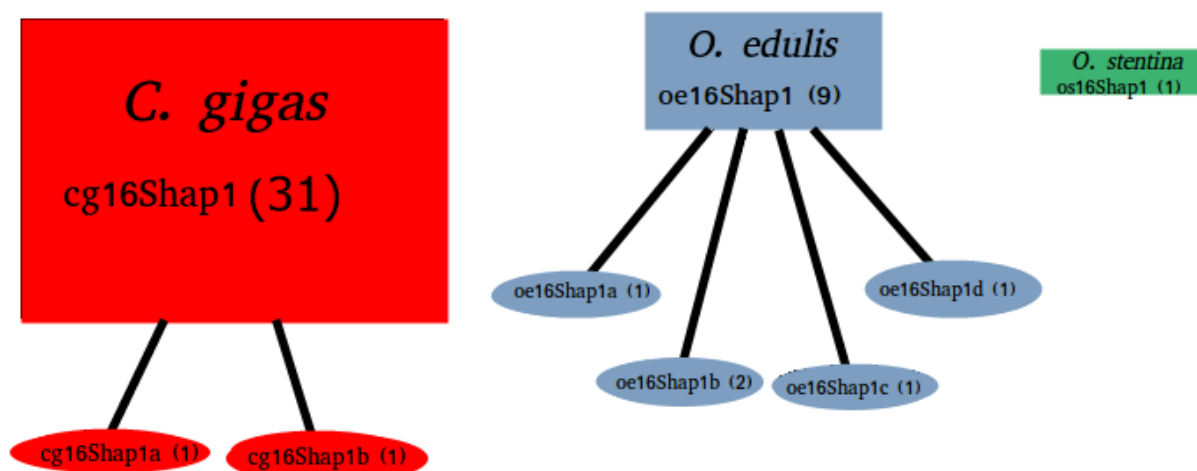 C. gigas
cg16Shap1 (31)
cg16Shap1a (1)
cg16Shap1b (1)
O. edulis
oe16Shap1 (9)
oe16Shap1a (1)
oe16Shap1b (2)
oe16Shap1c (1)
oe16Shap1d (1)
O. stentina
os16Shap1 (1)